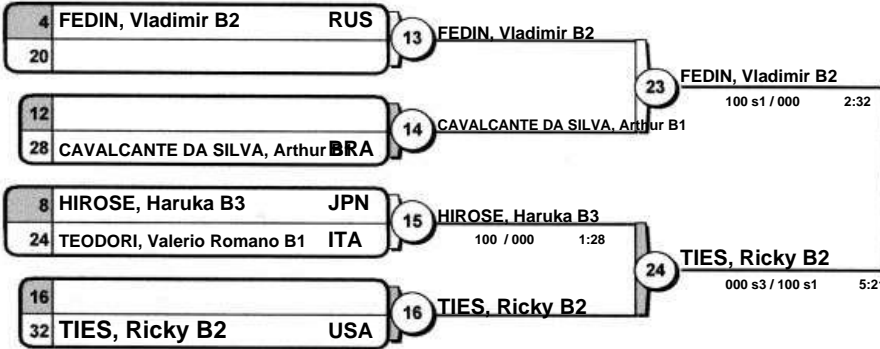 4 FEDIN, Vladimir B2 RUS
20
13 FEDIN, Vladimir B2
12
28 CAVALCANTE DA SILVA, Arthur B1 BRA
14 CAVALCANTE DA SILVA, Arthur B1
23 FEDIN, Vladimir B2
100 s1 / 000 2:32
8 HIROSE, Haruka B3 JPN
24 TEODORI, Valerio Romano B1 ITA
15 HIROSE, Haruka B3
100 / 000 1:28
16
32 TIES, Ricky B2 USA
16 TIES, Ricky B2
24 TIES, Ricky B2
000 s3 / 100 s1